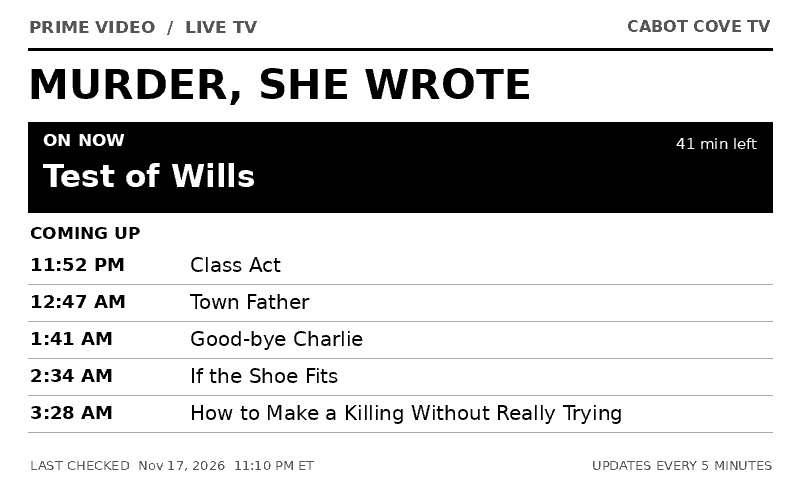 PRIME VIDEO / LIVE TV
CABOT COVE TV
MURDER, SHE WROTE
ON NOW
41 min left
Test of Wills
COMING UP
11:52 PM Class Act
12:47 AM Town Father
1:41 AM Good-bye Charlie
2:34 AM If the Shoe Fits
3:28 AM How to Make a Killing Without Really Trying
LAST CHECKED Nov 17, 2026 11:10 PM ET
UPDATES EVERY 5 MINUTES